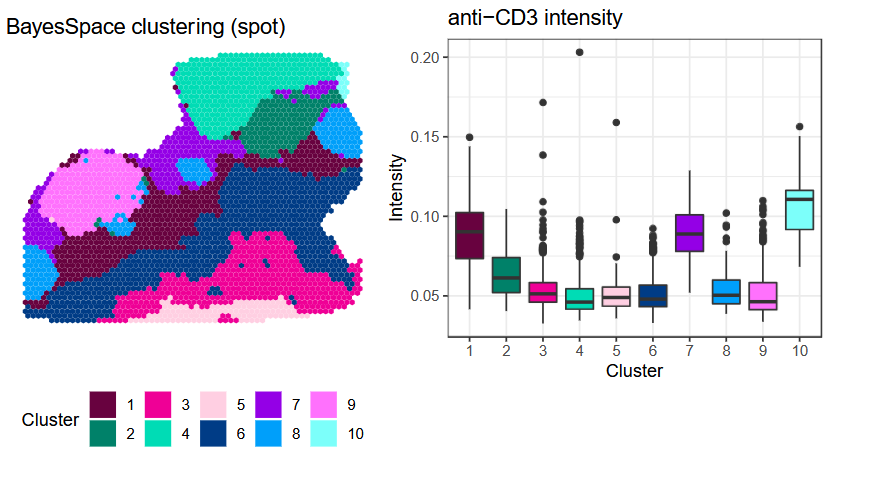 BayesSpace clustering (spot)
Cluster
1 3 5 7 9
2 4 6 8 10
anti−CD3 intensity
Intensity
0.20
0.15
0.10
0.05
1 2 3 4 5 6 7 8 9 10
Cluster